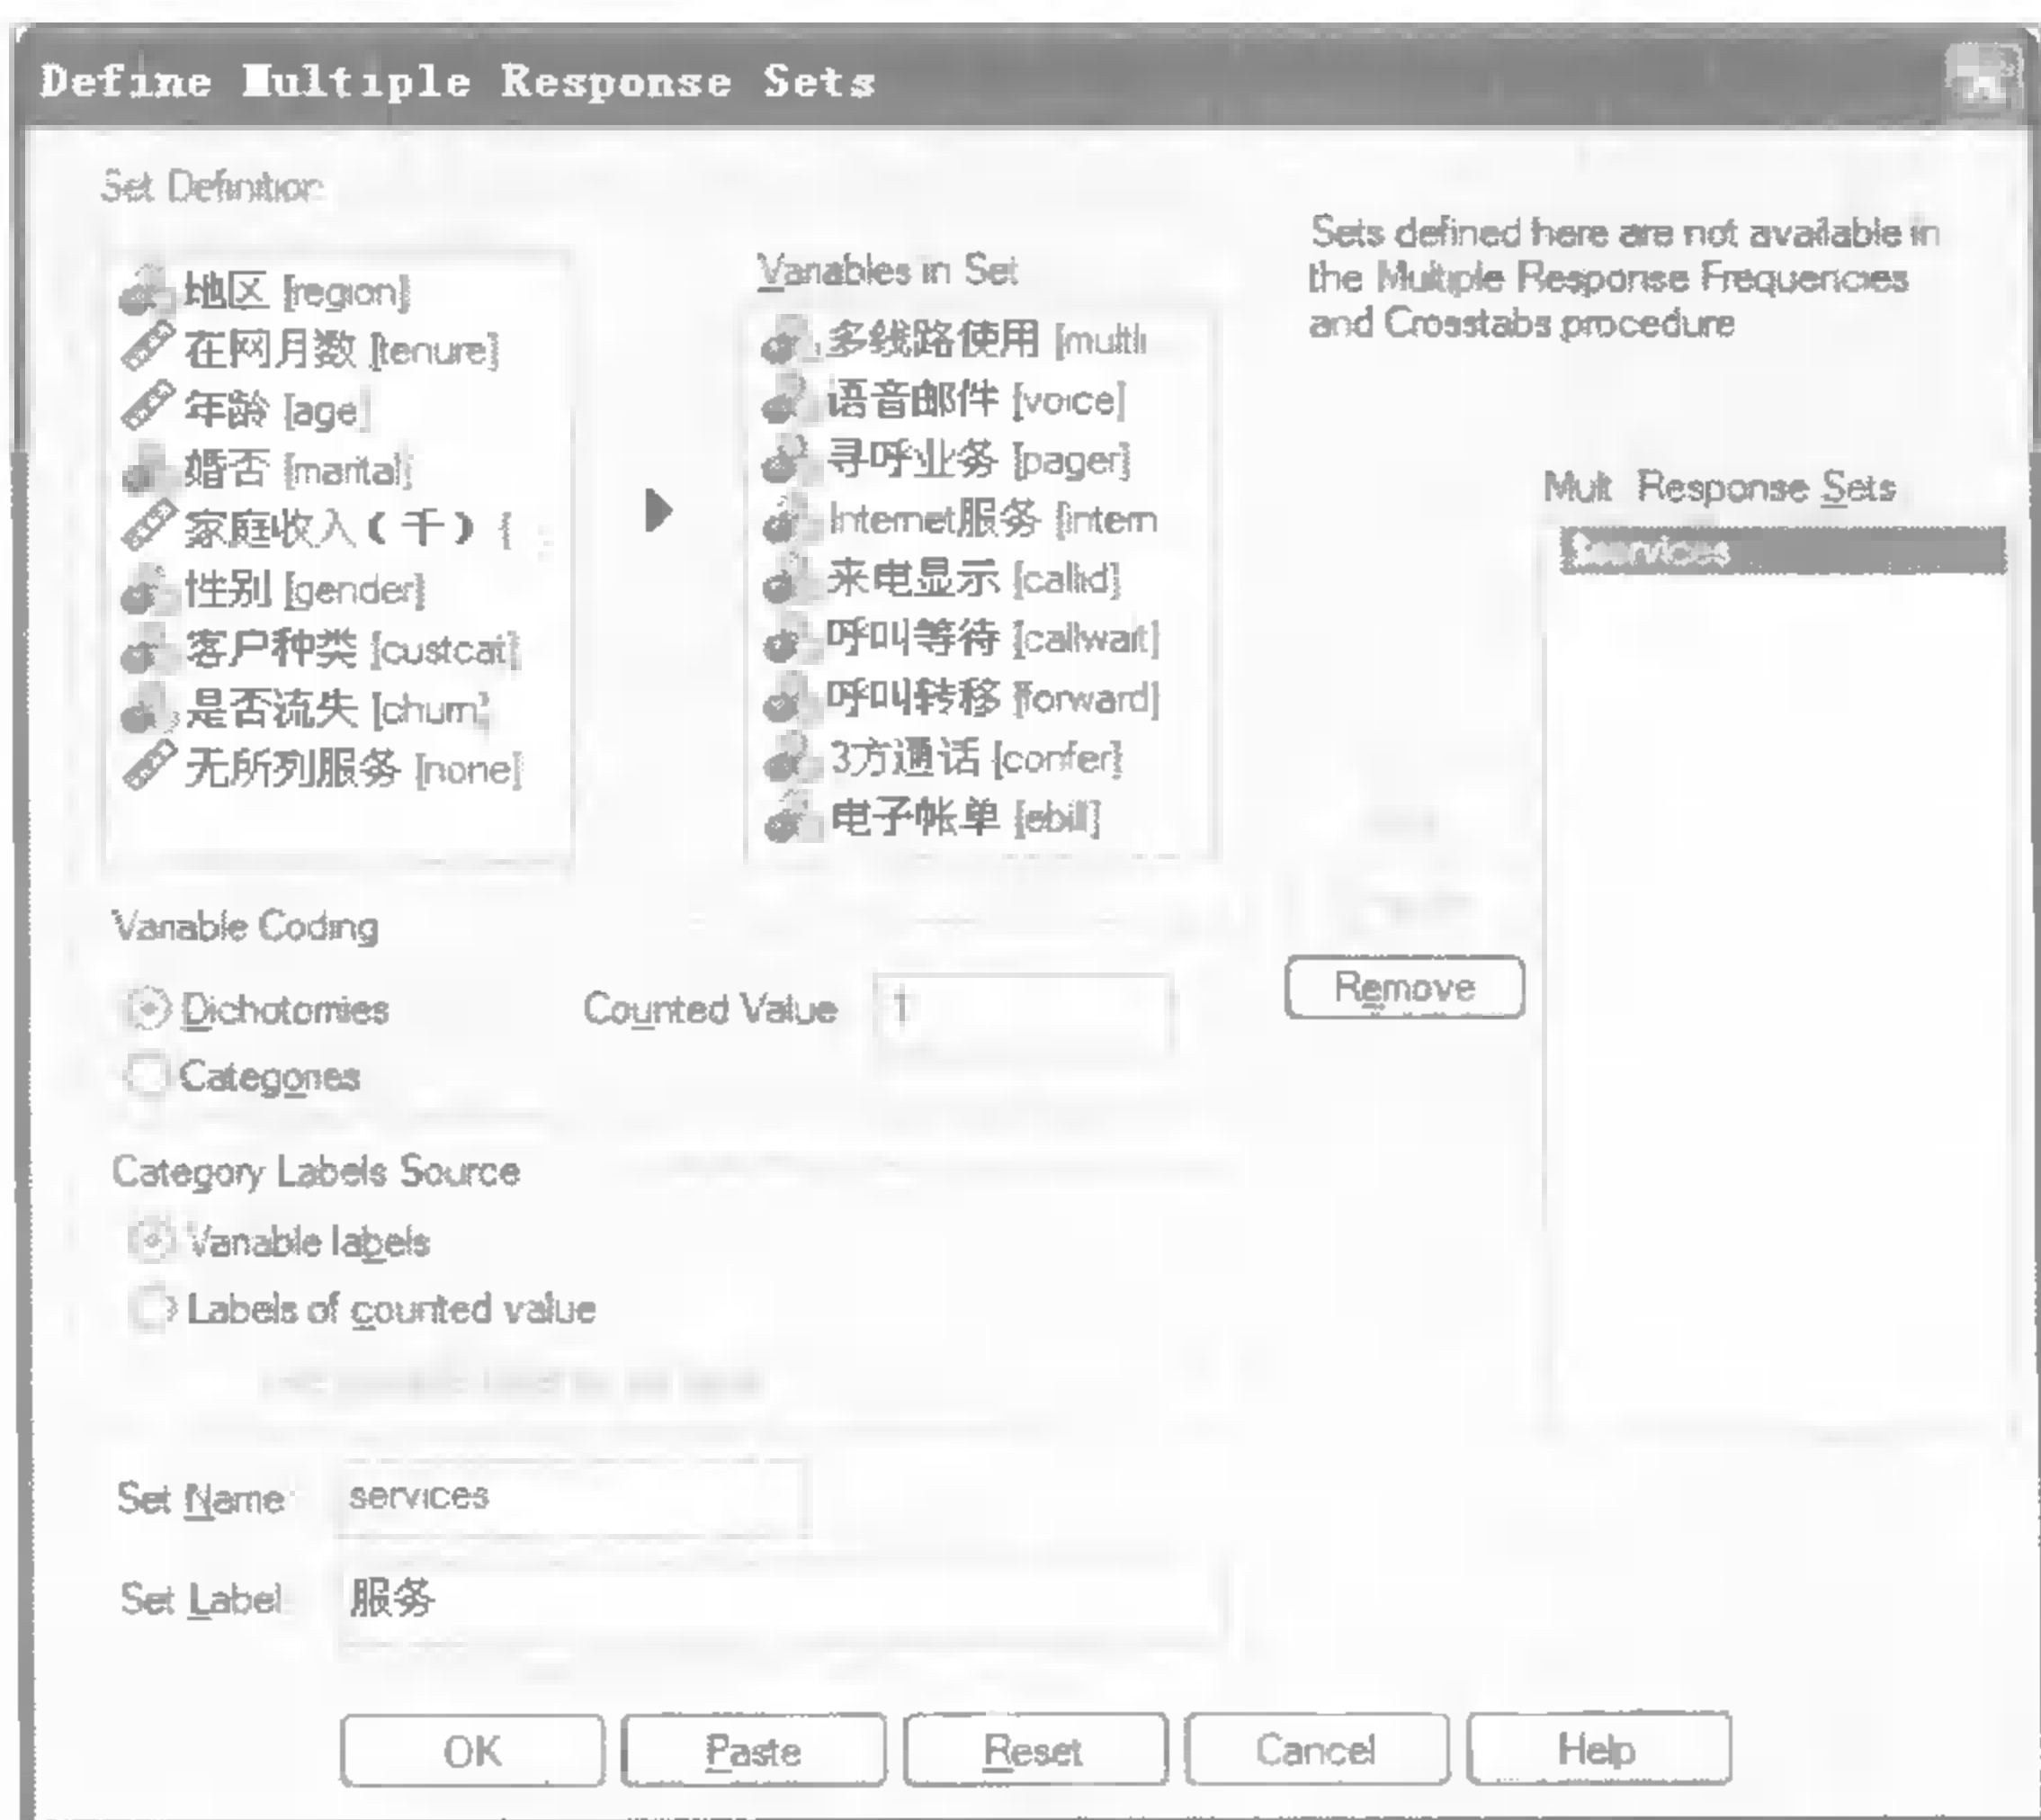 Define Multiple Response Sets
Set Definition
地区 [region]
在网月数 [tenure]
年龄 [age]
婚否 [marital]
家庭收入(千) [
性别 [gender]
客户种类 [custcat]
是否流失 [churn]
无所列服务 [none]
Variables in Set
多线路使用 [multli
语音邮件 [voice]
寻呼业务 [pager]
Internet服务 [intern
来电显示 [callid]
呼叫等待 [callwait]
呼叫转移 [forward]
3方通话 [confer]
电子帐单 [ebill]
Sets defined here are not available in
the Multiple Response Frequencies
and Crosstabs procedure
Mult Response Sets
$services
Remove
Variable Coding
Dichotomies
Counted Value
1
Categories
Category Labels Source
Variable labels
Labels of counted value
Set Name
services
Set Label
服务
OK
Paste
Reset
Cancel
Help